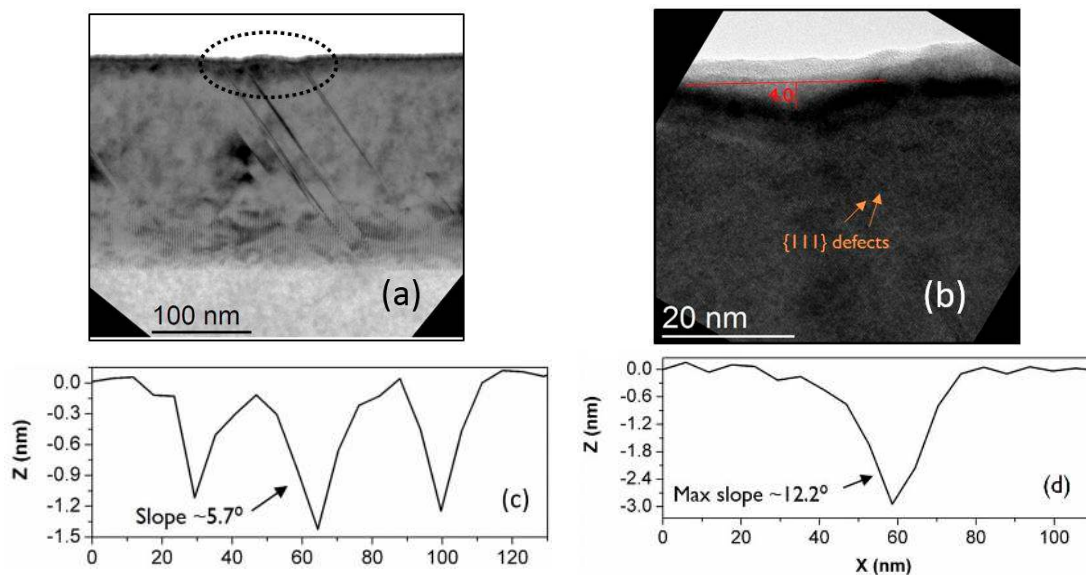 (a)
100 nm
4.0
{111} defects
(b)
20 nm
0.0
-0.3
-0.6
-0.9
-1.2
-1.5
Z (nm)
Slope ~5.7⁰
(c)
0 20 40 60 80 100 120
0.0
-0.6
-1.2
-1.8
-2.4
-3.0
Z (nm)
Max slope ~12.2⁰
(d)
0 20 40 60 80 100
X (nm)